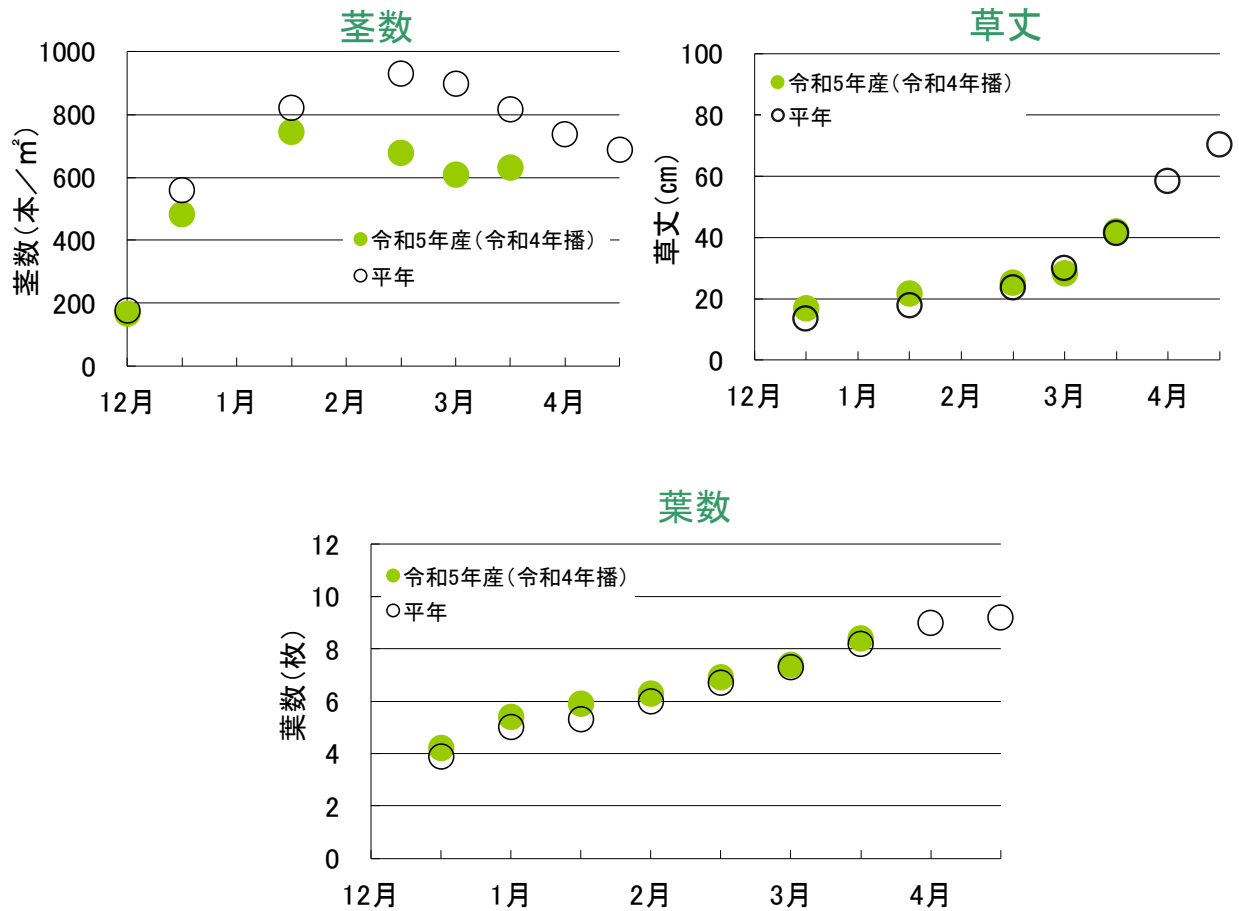 茎数
1000
800
600
400
200
0
茎数(本／㎡)
令和5年産(令和4年播)
平年
12月 1月 2月 3月 4月
草丈
100
80
60
40
20
0
草丈(㎝)
令和5年産(令和4年播)
平年
12月 1月 2月 3月 4月
葉数
12
10
8
6
4
2
0
葉数(枚)
令和5年産(令和4年播)
平年
12月 1月 2月 3月 4月